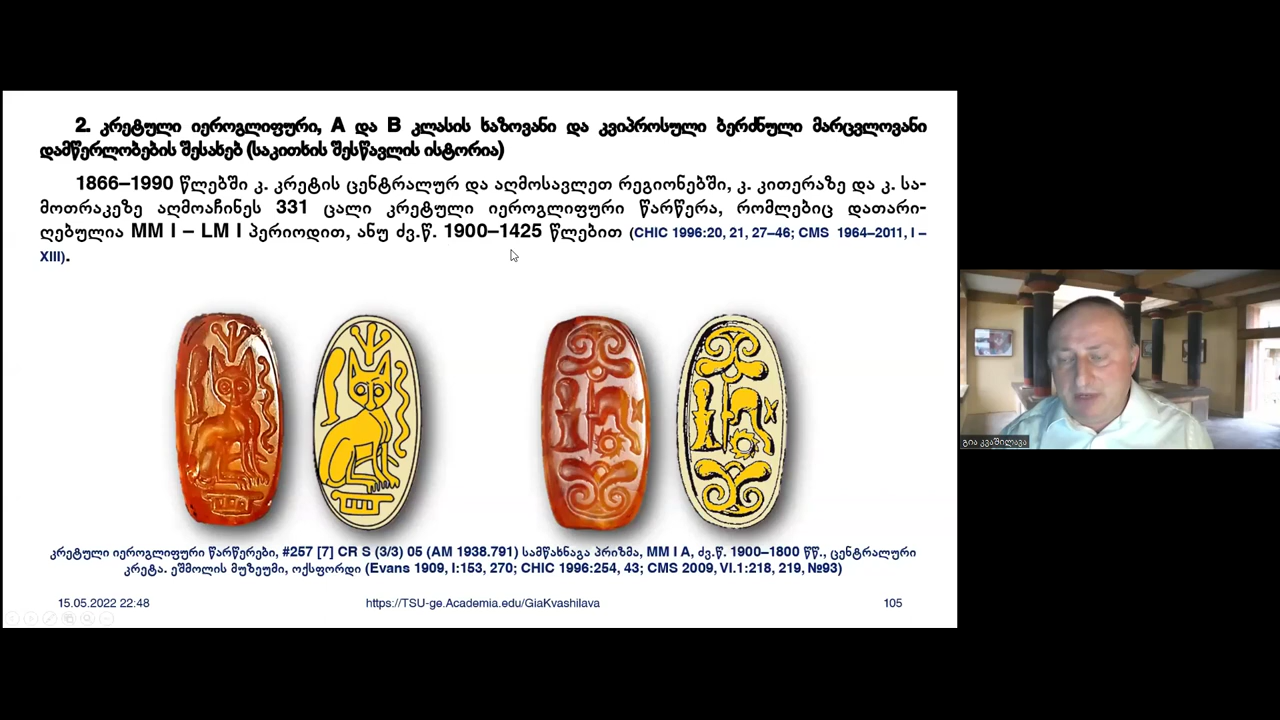 2. კრეტული იეროგლიფური, A და B კლასის ხაზოვანი და კვიპროსული ბერძნული მარცვლოვანი
დამწერლობების შესახებ (საკითხის შესწავლის ისტორია)
1866–1990 წლებში კ. კრეტის ცენტრალურ და აღმოსავლეთ რეგიონებში, კ. კითერაზე და კ. სა-
მოთრაკეზე აღმოაჩინეს 331 ცალი კრეტული იეროგლიფური წარწერა, რომლებიც დათარი-
ღებულია MM I – LM I პერიოდით, ანუ ძვ.წ. 1900–1425 წლებით (CHIC 1996:20, 21, 27–46; CMS 1964–2011, I –
XIII).
კრეტული იეროგლიფური წარწერები, #257 [7] CR S (3/3) 05 (AM 1938.791) სამწახნაგა პრიზმა, MM I A, ძვ.წ. 1900–1800 წწ., ცენტრალური
კრეტა. ეშმოლის მუზეუმი, ოქსფორდი (Evans 1909, I:153, 270; CHIC 1996:254, 43; CMS 2009, VI.1:218, 219, №93)
15.05.2022 22:48 https://TSU-ge.Academia.edu/GiaKvashilava 105
გია კვაშილავა